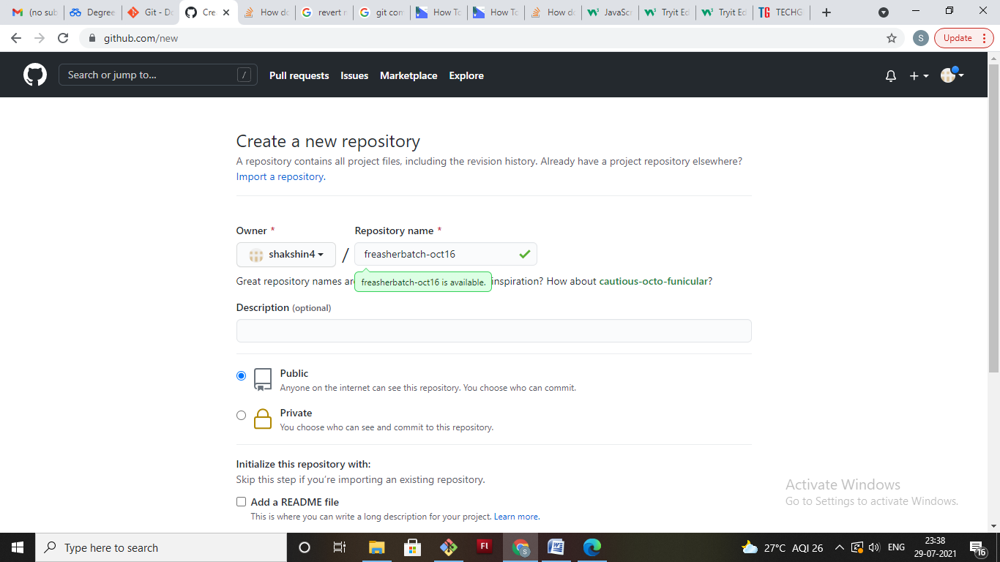 (no sub
Degree
Git - Do
Cre
How do
revert r
git com
How To
How To
How do
JavaScr
Tryit Ed
Tryit Ed
TECHG
github.com/new
S
Update
Search or jump to...
/
Pull requests
Issues
Marketplace
Explore
Create a new repository
A repository contains all project files, including the revision history. Already have a project repository elsewhere?
Import a repository.
Owner *
Repository name *
shakshin4
/
freasherbatch-oct16
Great repository names are
freasherbatch-oct16 is available.
inspiration? How about cautious-octo-funicular?
Description (optional)
Public
Anyone on the internet can see this repository. You choose who can commit.
Private
You choose who can see and commit to this repository.
Initialize this repository with:
Skip this step if you're importing an existing repository.
Add a README file
This is where you can write a long description for your project. Learn more.
Activate Windows
Go to Settings to activate Windows.
Type here to search
Fl
S
27°C AQI 26
ENG
23:38
29-07-2021
16